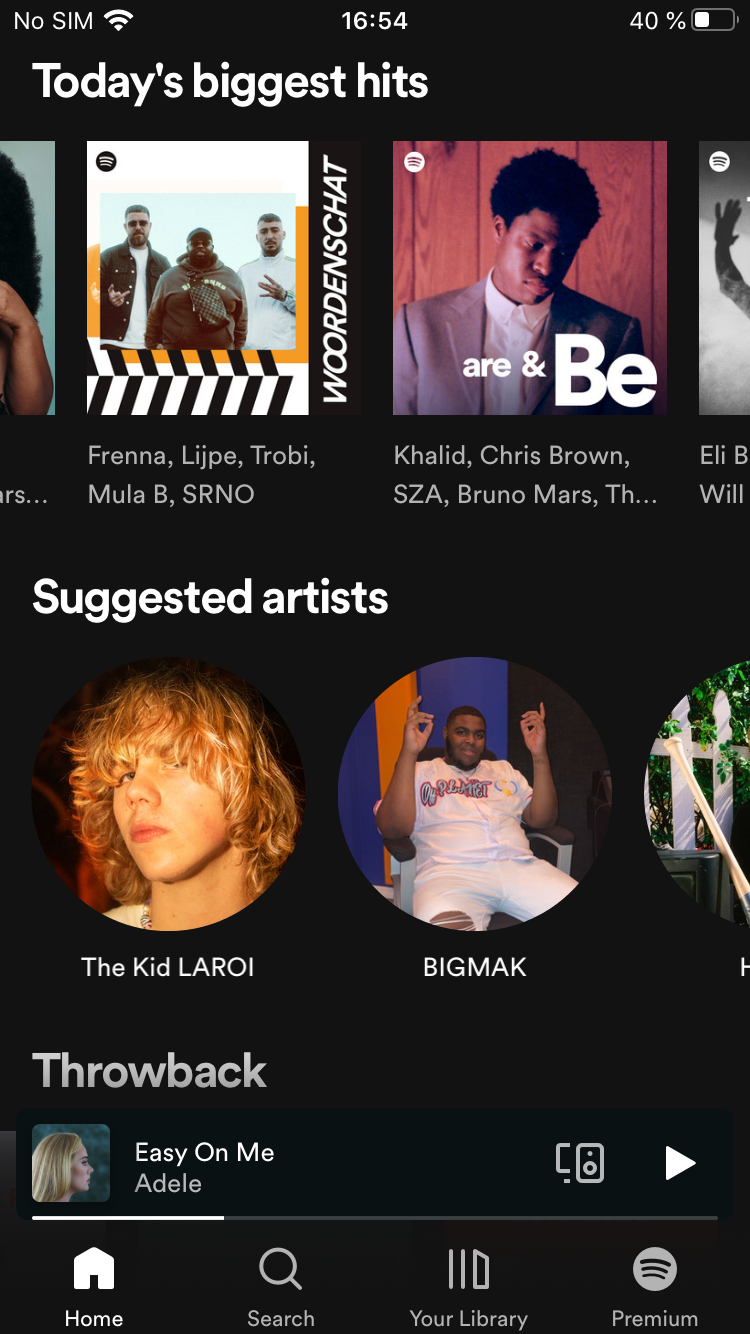 No SIM 16:54 40 %
Today's biggest hits
WOORDENSCHAT
are & Be
Frenna, Lijpe, Trobi,
Mula B, SRNO
Khalid, Chris Brown,
SZA, Bruno Mars, Th...
ars...
Eli B
Will
Suggested artists
The Kid LAROI
BIGMAK
H
Throwback
Easy On Me
Adele
Home
Search
Your Library
Premium